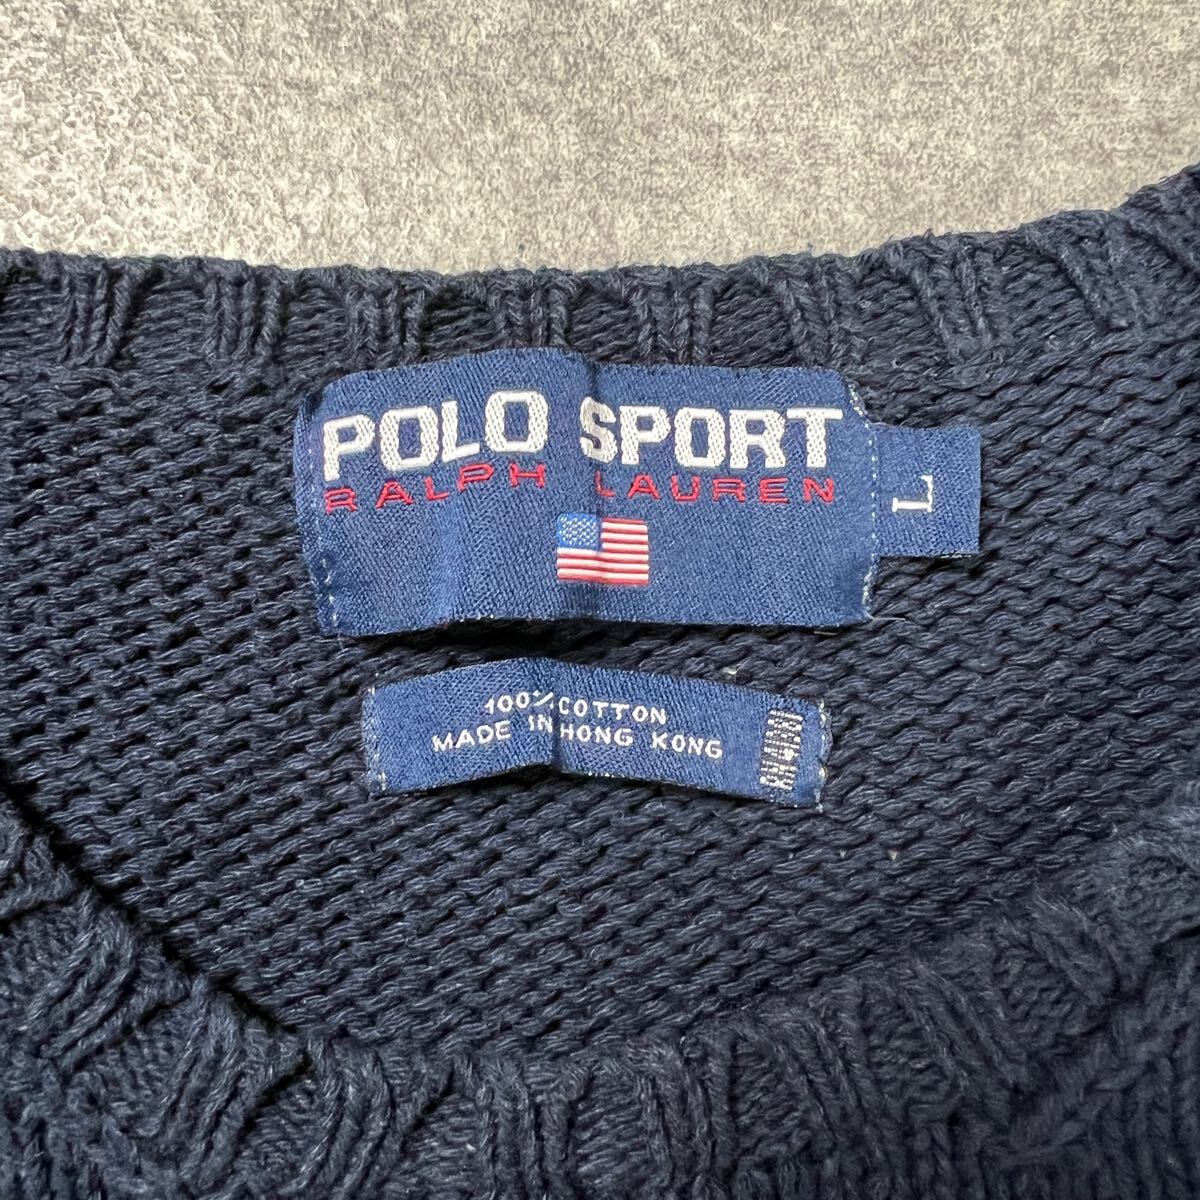 POLO SPORT
RALPH LAUREN
L
100% COTTON
MADE IN HONG KONG